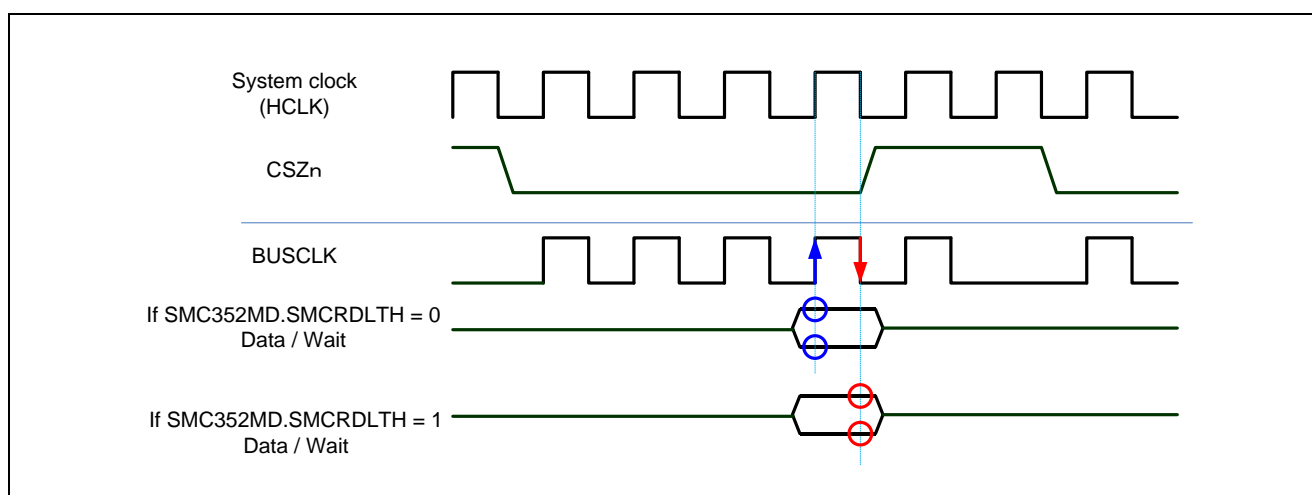 System clock
(HCLK)
CSZn
BUSCLK
If SMC352MD.SMCRDLTH = 0
Data / Wait
If SMC352MD.SMCRDLTH = 1
Data / Wait